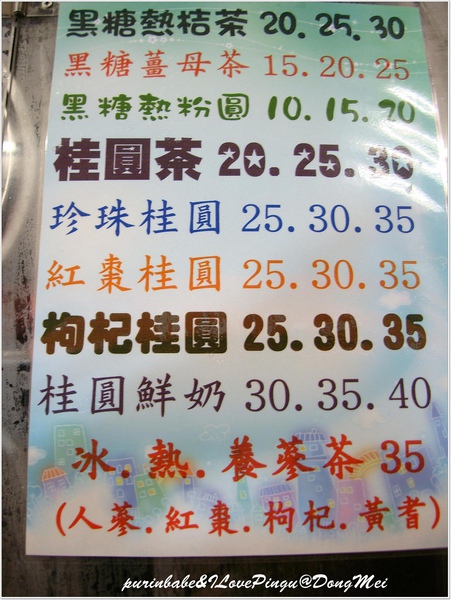 黑糖熱桔茶 20.25.30
黑糖薑母茶 15.20.25
黑糖熱粉圓 10.15.20
桂圓茶 20.25.30
珍珠桂圓 25.30.35
紅棗桂圓 25.30.35
枸杞桂圓 25.30.35
桂圓鮮奶 30.35.40
冰.熱.養蔘茶 35
(人蔘.紅棗.枸杞.黃耆)
purinbabe&ILovePingu@DongMei